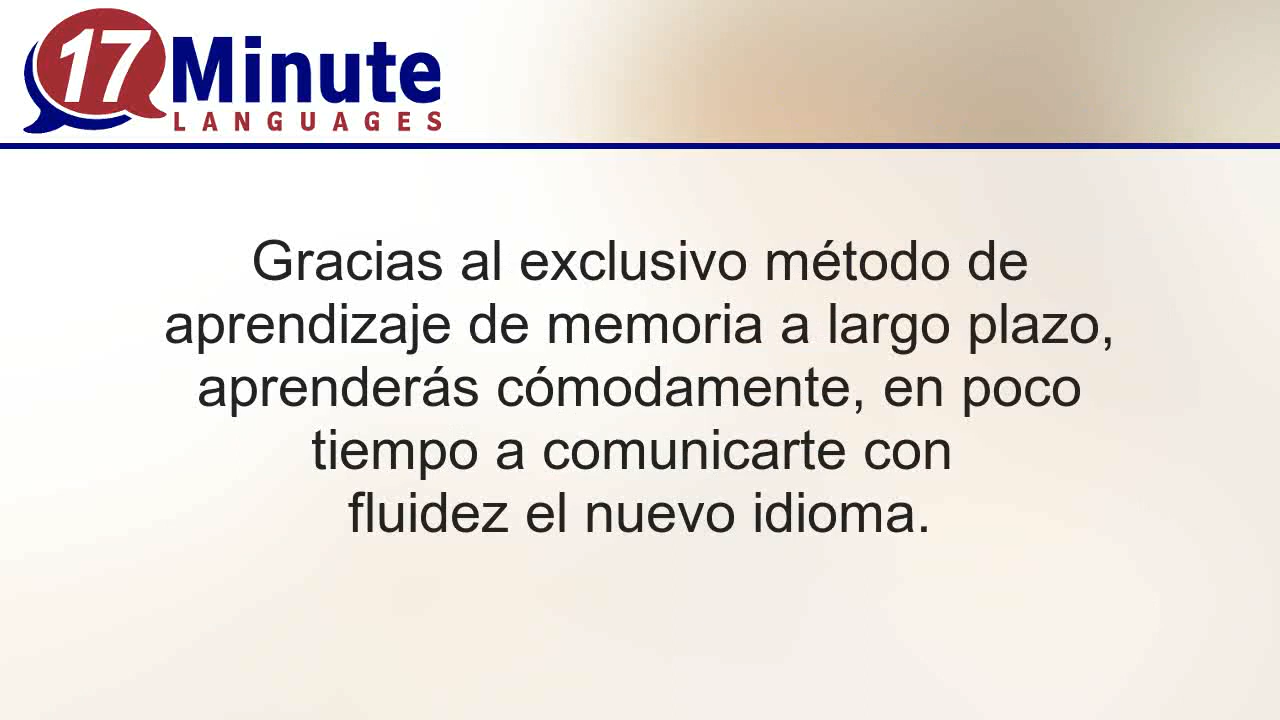 17 Minute
LANGUAGES
Gracias al exclusivo método de
aprendizaje de memoria a largo plazo,
aprenderás cómodamente, en poco
tiempo a comunicarte con
fluidez el nuevo idioma.